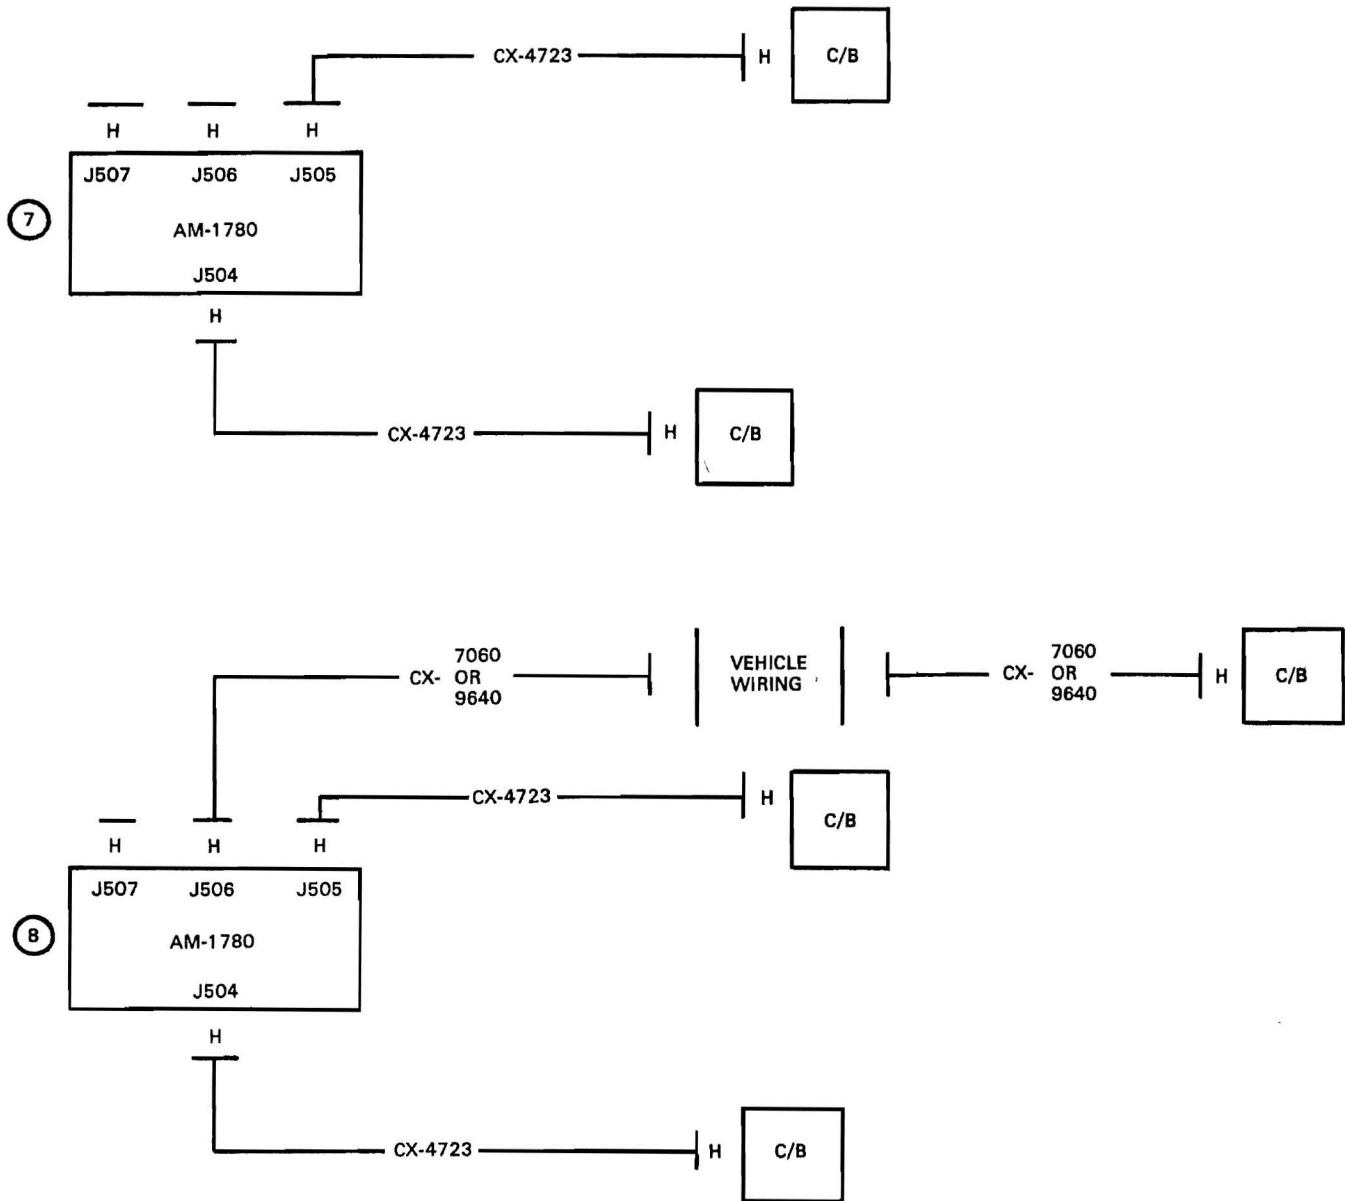 CX-4723 H C/B
H H H
J507 J506 J505
7
AM-1780
J504
H
CX-4723 H C/B
CX- 7060 OR 9640
VEHICLE WIRING
CX- 7060 OR 9640
H C/B
CX-4723 H C/B
H H H
J507 J506 J505
8
AM-1780
J504
H
CX-4723 H C/B